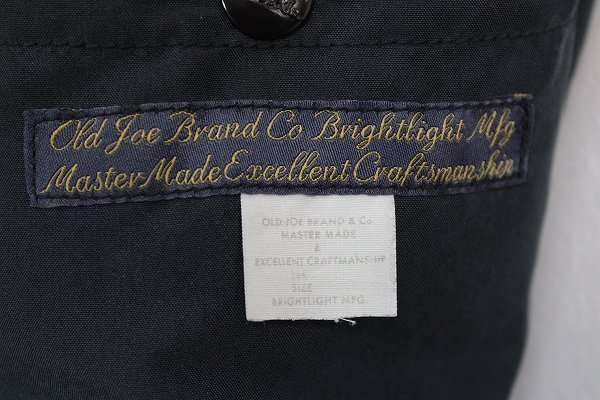 Old Joe Brand Co Brightlight Mfg
Master Made Excellent Craftsmanship
OLD JOE BRAND & Co.
MASTER MADE
&
EXCELLENT CRAFTMANSHIP
SIZE
BRIGHTLIGHT MFG.